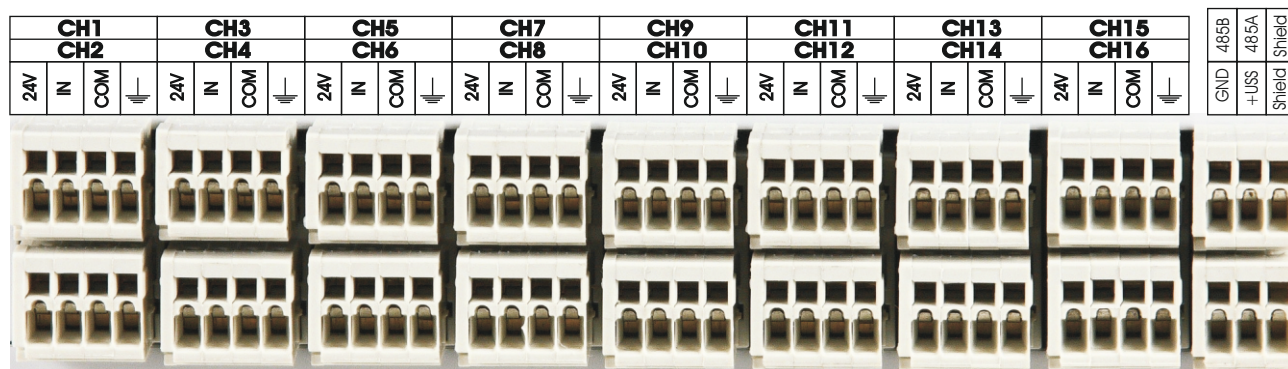 CH1 CH3 CH5 CH7 CH9 CH11 CH13 CH15
CH2 CH4 CH6 CH8 CH10 CH12 CH14 CH16
24V IN COM 24V IN COM 24V IN COM 24V IN COM 24V IN COM 24V IN COM 24V IN COM 24V IN COM
485B 485A Shield
GND +USS Shield